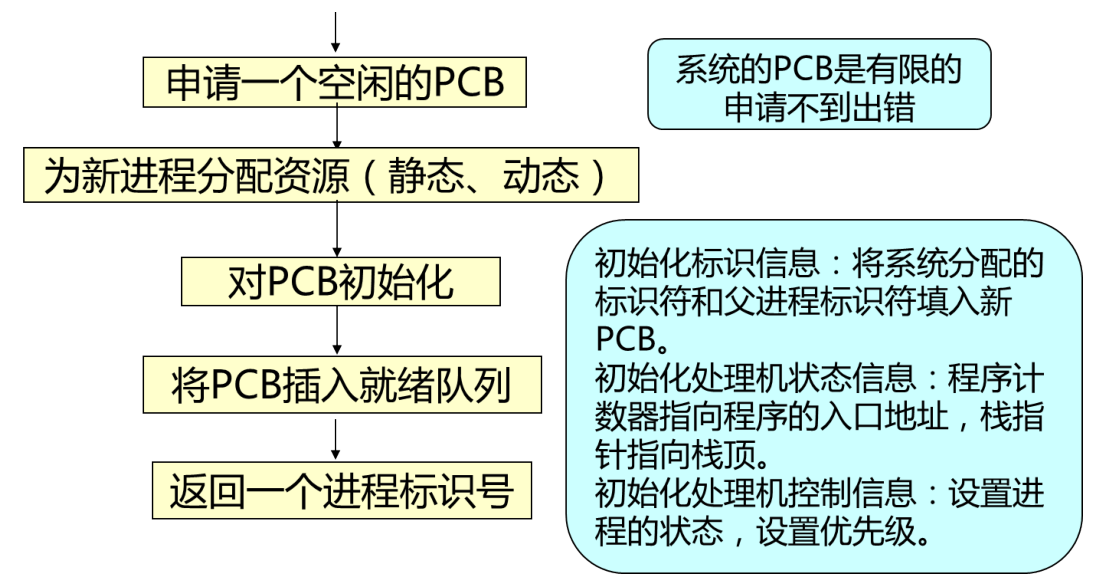 申请一个空闲的PCB
系统的PCB是有限的
申请不到出错
为新进程分配资源（静态、动态）
对PCB初始化
将PCB插入就绪队列
返回一个进程标识号
初始化标识信息：将系统分配的
标识符和父进程标识符填入新
PCB。
初始化处理机状态信息：程序计
数器指向程序的入口地址，栈指
针指向栈顶。
初始化处理机控制信息：设置进
程的状态，设置优先级。